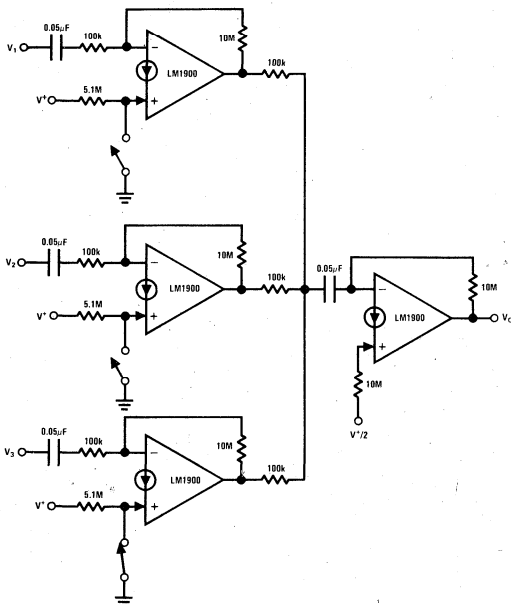 V1
0.05µF
100k
10M
LM1900
100k
V+
5.1M
−
+
V2
0.05µF
100k
10M
LM1900
100k
V+
5.1M
−
+
0.05µF
10M
LM1900
−
+
10M
V+/2
VO
V3
0.05µF
100k
10M
LM1900
100k
V+
5.1M
−
+